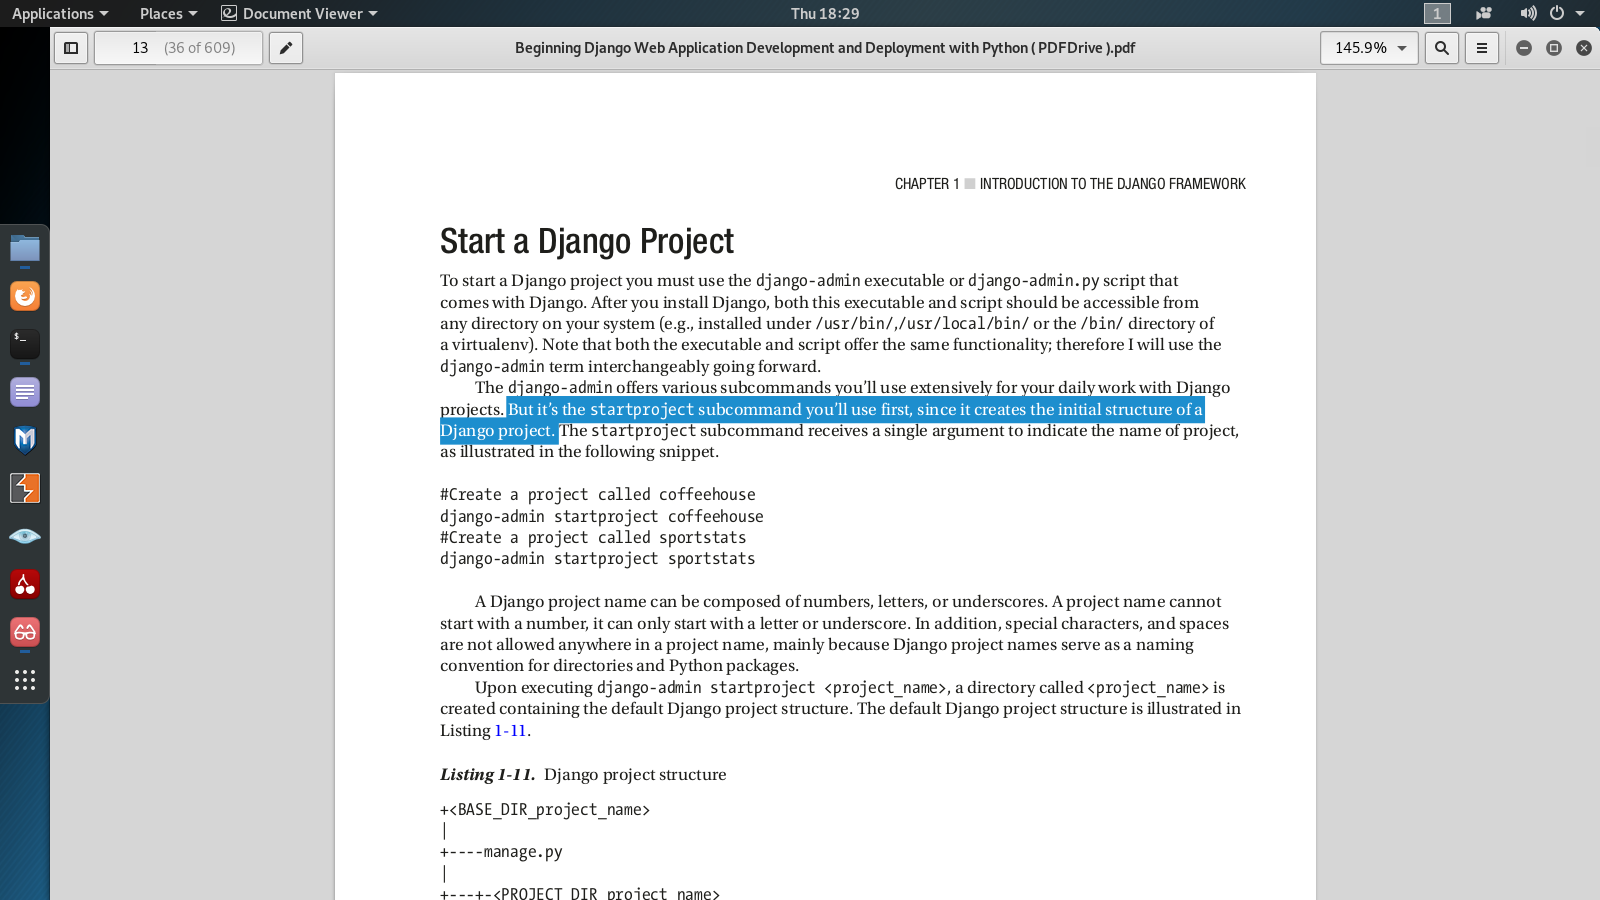 Applications Places Document Viewer Thu 18:29 1
13 (36 of 609) Beginning Django Web Application Development and Deployment with Python ( PDFDrive ).pdf 145.9%
CHAPTER 1 ■ INTRODUCTION TO THE DJANGO FRAMEWORK
Start a Django Project
To start a Django project you must use the django-admin executable or django-admin.py script that
comes with Django. After you install Django, both this executable and script should be accessible from
any directory on your system (e.g., installed under /usr/bin/,/usr/local/bin/ or the /bin/ directory of
a virtualenv). Note that both the executable and script offer the same functionality; therefore I will use the
django-admin term interchangeably going forward.
The django-admin offers various subcommands you’ll use extensively for your daily work with Django
projects. But it’s the startproject subcommand you’ll use first, since it creates the initial structure of a
Django project. The startproject subcommand receives a single argument to indicate the name of project,
as illustrated in the following snippet.
#Create a project called coffeehouse
django-admin startproject coffeehouse
#Create a project called sportstats
django-admin startproject sportstats
A Django project name can be composed of numbers, letters, or underscores. A project name cannot
start with a number, it can only start with a letter or underscore. In addition, special characters, and spaces
are not allowed anywhere in a project name, mainly because Django project names serve as a naming
convention for directories and Python packages.
Upon executing django-admin startproject <project_name>, a directory called <project_name> is
created containing the default Django project structure. The default Django project structure is illustrated in
Listing 1-11.
Listing 1-11. Django project structure
+<BASE_DIR_project_name>
|
+----manage.py
|
+---+-<PROJECT_DIR_project_name>